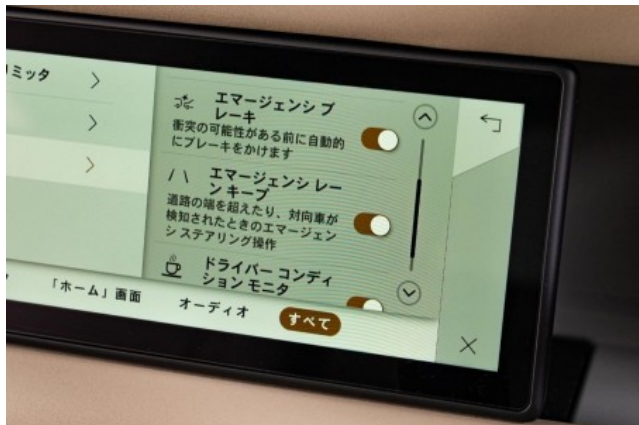 ミッタ
エマージェンシ ブ
レーキ
衝突の可能性がある前に自動的
にブレーキをかけます
エマージェンシ レー
ン キープ
道路の端を超えたり、対向車が
検知されたときのエマージェン
シ ステアリング操作
ドライバー コンディ
ション モニタ
「ホーム」画面
オーディオ
すべて